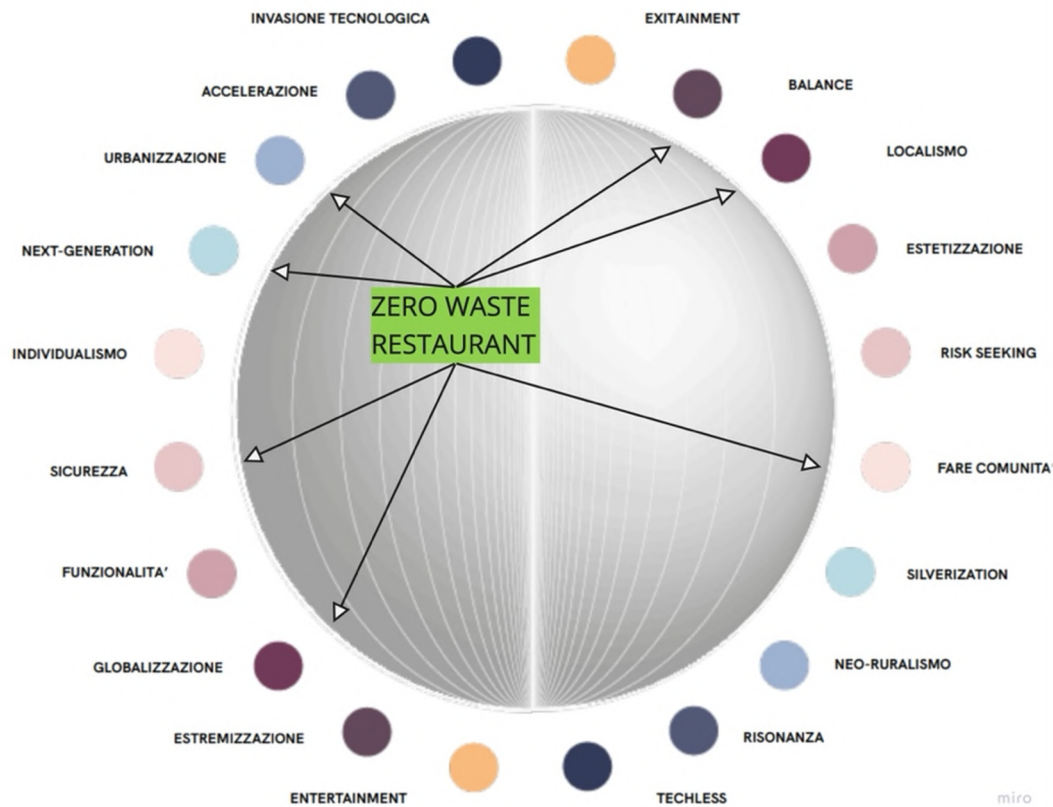 INVASIONE TECNOLOGICA
EXITAINMENT
ACCELERAZIONE
BALANCE
URBANIZZAZIONE
LOCALISMO
NEXT-GENERATION
ESTETIZZAZIONE
ZERO WASTE
RESTAURANT
INDIVIDUALISMO
RISK SEEKING
SICUREZZA
FARE COMUNITA'
FUNZIONALITA'
SILVERIZATION
GLOBALIZZAZIONE
NEO-RURALISMO
ESTREMIZZAZIONE
RISONANZA
ENTERTAINMENT
TECHLESS
miro